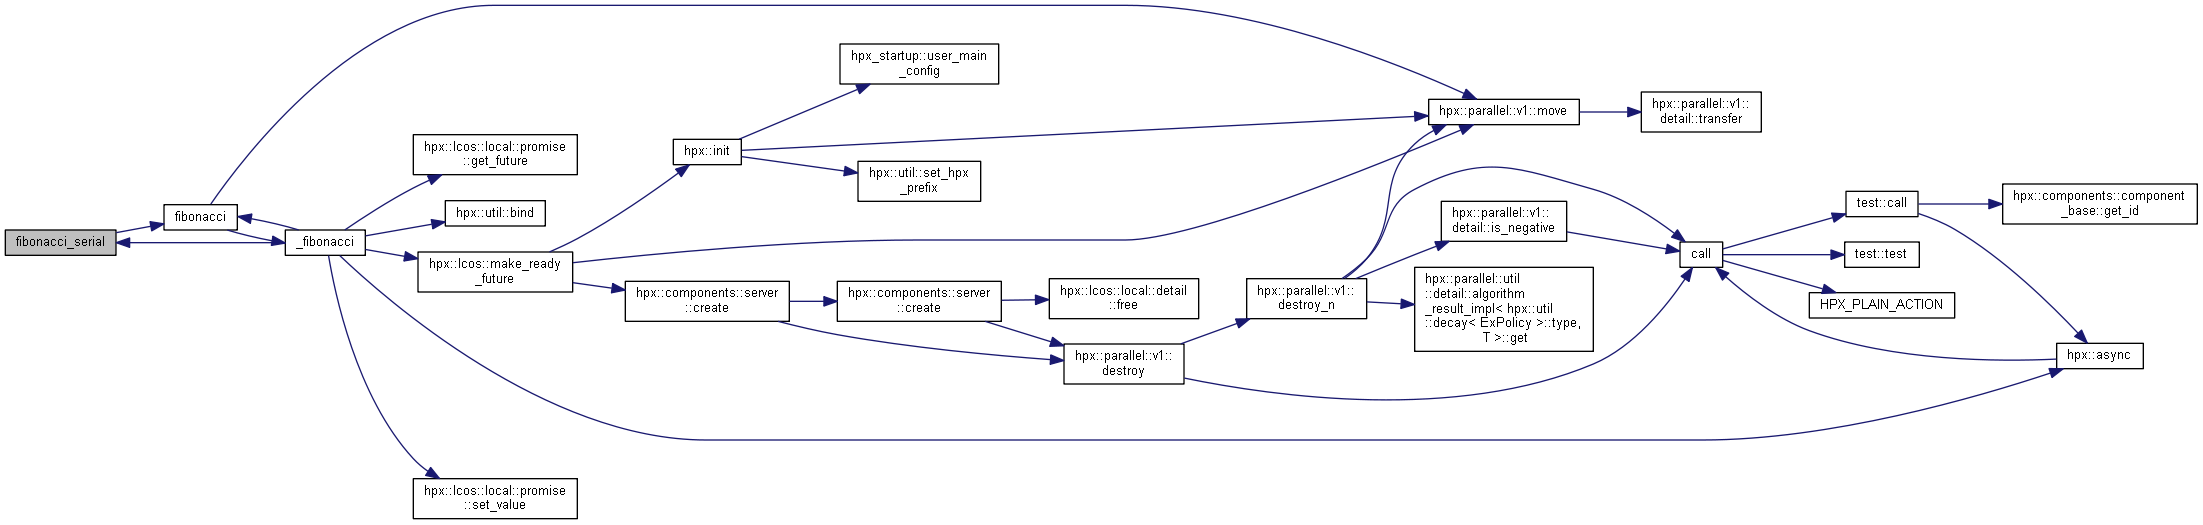 fibonacci_serial
fibonacci
_fibonacci
hpx::lcos::local::promise
::get_future
hpx::util::bind
hpx::lcos::make_ready
_future
hpx::lcos::local::promise
::set_value
hpx::init
hpx::components::server
::create
hpx_startup::user_main
_config
hpx::util::set_hpx
_prefix
hpx::components::server
::create
hpx::lcos::local::detail
::free
hpx::parallel::v1::
destroy
hpx::parallel::v1::
destroy_n
hpx::parallel::v1::move
hpx::parallel::v1::
detail::is_negative
hpx::parallel::util
::detail::algorithm
_result_impl< hpx::util
::decay< ExPolicy >::type,
T >::get
hpx::parallel::v1::
detail::transfer
call
test::call
test::test
HPX_PLAIN_ACTION
hpx::components::component
_base::get_id
hpx::async